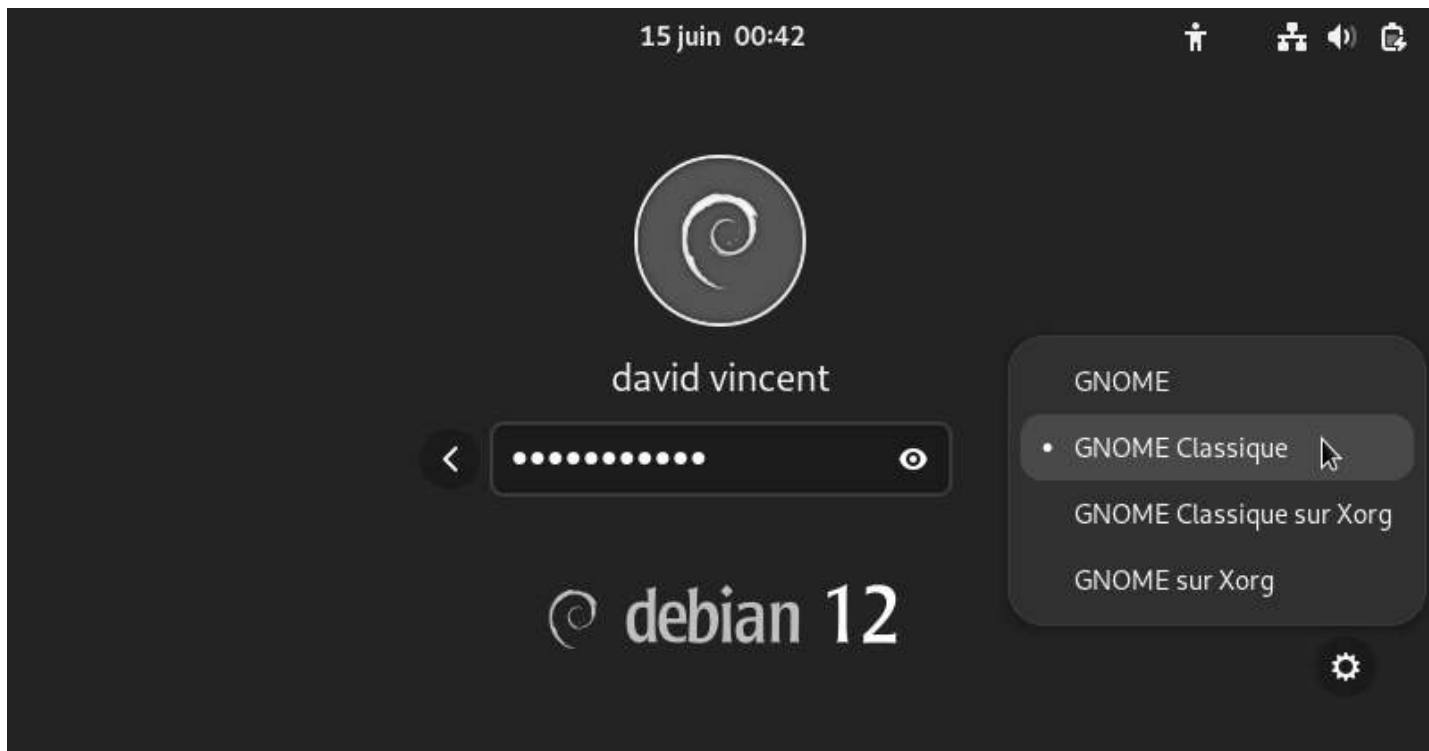 15 juin 00:42
david vincent
●●●●●●●●●●●
debian 12
GNOME
GNOME Classique
GNOME Classique sur Xorg
GNOME sur Xorg